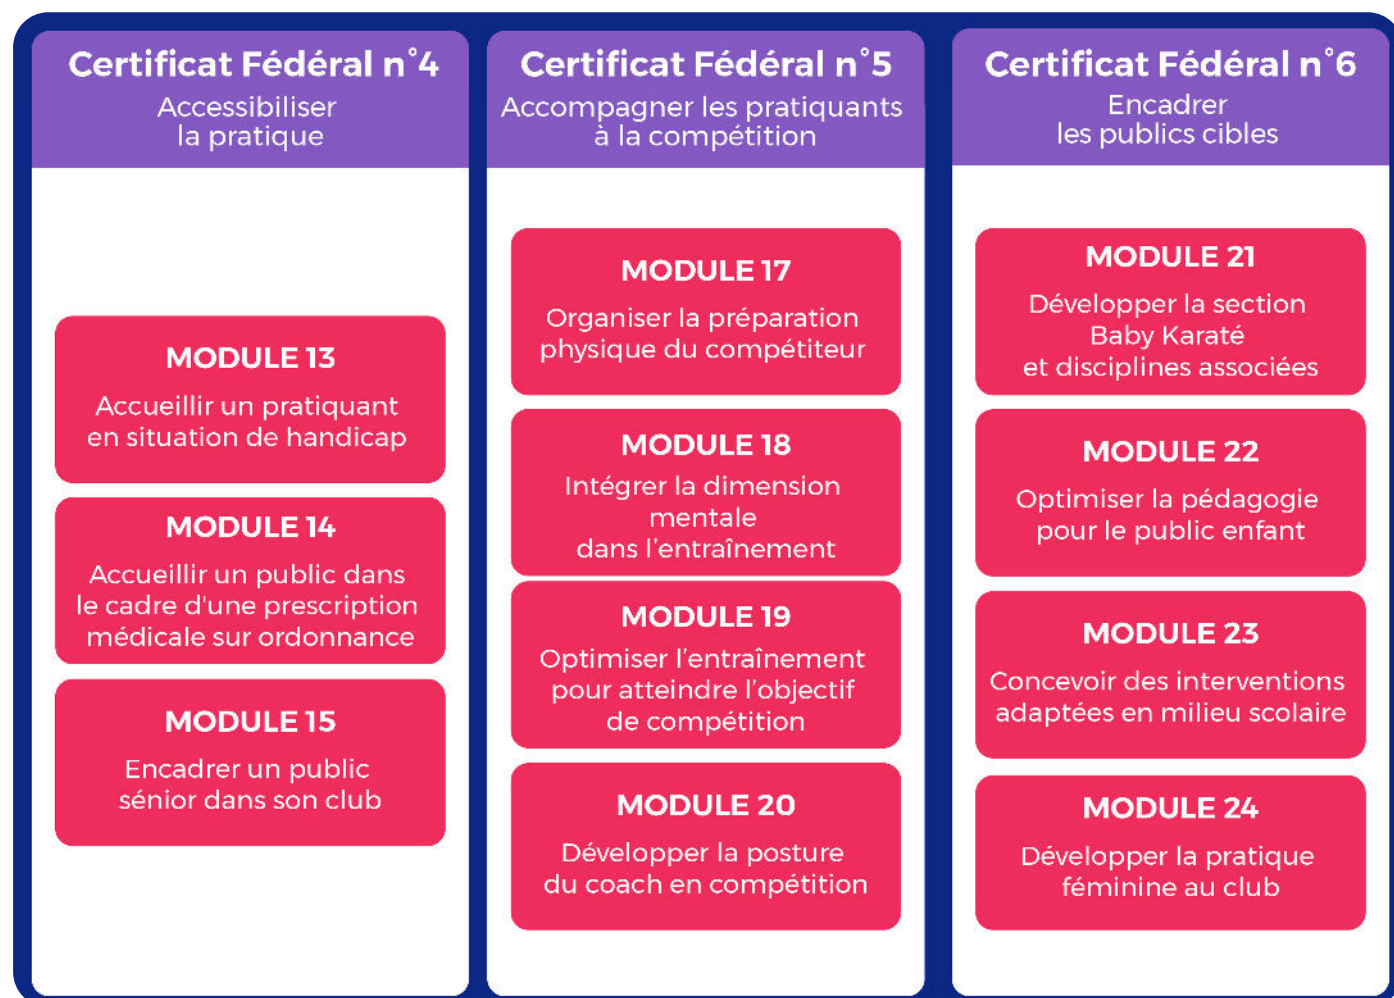 Certificat Fédéral n°4
Accessibiliser
la pratique
MODULE 13
Accueillir un pratiquant
en situation de handicap
MODULE 14
Accueillir un public dans
le cadre d'une prescription
médicale sur ordonnance
MODULE 15
Encadrer un public
sénior dans son club
Certificat Fédéral n°5
Accompagner les pratiquants
à la compétition
MODULE 17
Organiser la préparation
physique du compétiteur
MODULE 18
Intégrer la dimension
mentale
dans l’entraînement
MODULE 19
Optimiser l’entraînement
pour atteindre l’objectif
de compétition
MODULE 20
Développer la posture
du coach en compétition
Certificat Fédéral n°6
Encadrer
les publics cibles
MODULE 21
Développer la section
Baby Karaté
et disciplines associées
MODULE 22
Optimiser la pédagogie
pour le public enfant
MODULE 23
Concevoir des interventions
adaptées en milieu scolaire
MODULE 24
Développer la pratique
féminine au club